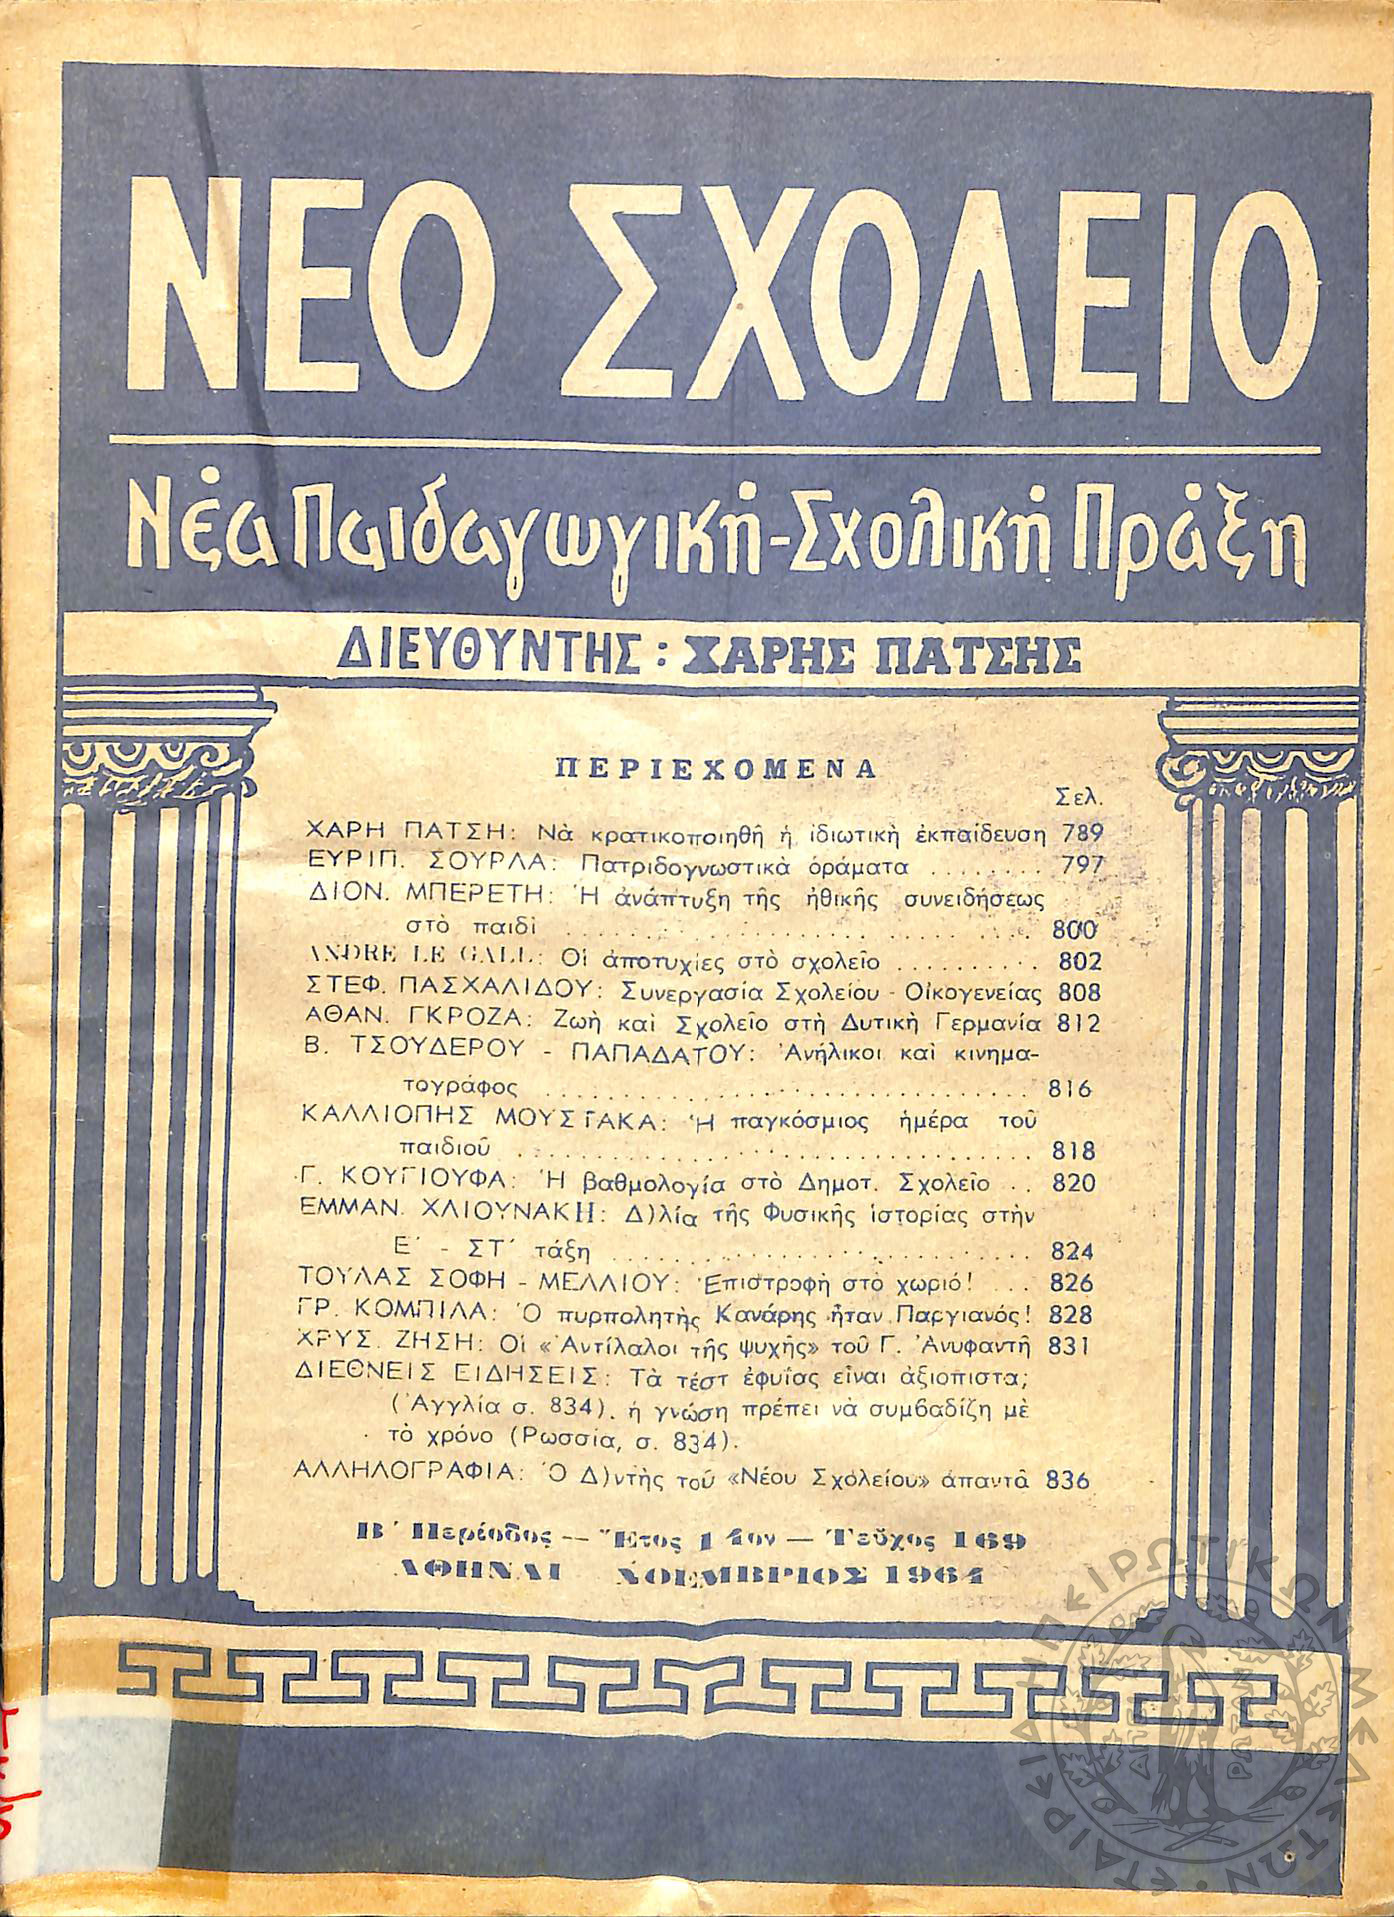 ΝΕΟ ΣΧΟΛΕΙΟ
Νέα Παιδαγωγική-Σχολική Πράξη
ΔΙΕΥΘΥΝΤΗΣ : ΧΑΡΗΣ ΠΑΤΣΗΣ
ΠΕΡΙΕΧΟΜΕΝΑ
Σελ.
ΧΑΡΗ ΠΑΤΣΗ: Νὰ κρατικοποιηθῆ ἡ ἰδιωτικὴ ἐκπαίδευση 789
ΕΥΡΙΠ. ΣΟΥΡΛΑ: Πατριδογνωστικὰ ὁράματα ........ 797
ΔΙΟΝ. ΜΠΕΡΕΤΗ: Ἡ ἀνάπτυξη τῆς ἠθικῆς συνειδήσεως
στὸ παιδὶ .............................. 800
ANDRE LE GALL: Οἱ ἀποτυχίες στὸ σχολεῖο .......... 802
ΣΤΕΦ. ΠΑΣΧΑΛΙΔΟΥ: Συνεργασία Σχολείου - Οἰκογενείας 808
ΑΘΑΝ. ΓΚΡΟΖΑ: Ζωὴ καὶ Σχολεῖο στὴ Δυτικὴ Γερμανία 812
Β. ΤΣΟΥΔΕΡΟΥ - ΠΑΠΑΔΑΤΟΥ: Ἀνήλικοι καὶ κινημα-
τογράφος .............................. 816
ΚΑΛΛΙΟΠΗΣ ΜΟΥΣΤΑΚΑ: Ἡ παγκόσμιος ἡμέρα τοῦ
παιδιοῦ .............................. 818
Γ. ΚΟΥΓΙΟΥΦΑ: Ἡ βαθμολογία στὸ Δημοτ. Σχολεῖο .. 820
ΕΜΜΑΝ. ΧΛΙΟΥΝΑΚΗ: Δ)λία τῆς Φυσικῆς ἱστορίας στὴν
Ε΄ - ΣΤ΄ τάξη .............................. 824
ΤΟΥΛΑΣ ΣΟΦΗ - ΜΕΛΛΙΟΥ: Ἐπιστροφὴ στὸ χωριό! ... 826
ΓΡ. ΚΟΜΠΙΛΑ: Ὁ πυρπολητὴς Κανάρης ἦταν Παργιανός! 828
ΧΡΥΣ. ΖΗΣΗ: Οἱ «Ἀντίλαλοι τῆς ψυχῆς» τοῦ Γ. Ἀνυφαντῆ 831
ΔΙΕΘΝΕΙΣ ΕΙΔΗΣΕΙΣ: Τὰ τέστ ἐφυΐας εἶναι ἀξιοπιστα;
(Ἀγγλία σ. 834), ἡ γνώση πρέπει νὰ συμβαδίζη μὲ
τὸ χρόνο (Ρωσσία, σ. 834).
ΑΛΛΗΛΟΓΡΑΦΙΑ: Ὁ Δ)ντὴς τοῦ «Νέου Σχολείου» ἀπαντᾶ 836
Β΄ Περίοδος — Ἔτος 14ον — Τεῦχος 169
ΑΘΗΝΑΙ ΝΟΕΜΒΡΙΟΣ 1964
ΕΤΑΙΡΕΙΑ ΗΠΕΙΡΩΤΙΚΩΝ ΜΕΛΕΤΩΝ
ΑΠΕΙ
ΡΩΤΑΝ